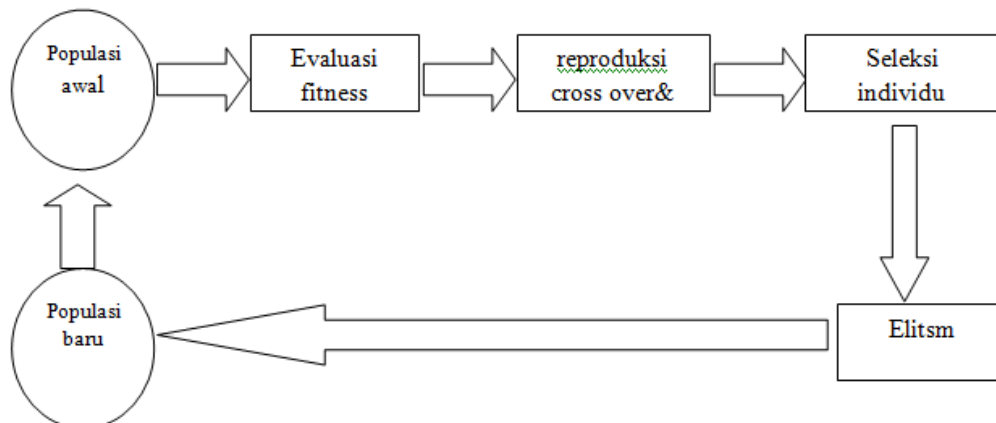 Populasi
awal
Evaluasi
fitness
reproduksi
cross over&
Seleksi
individu
Elitsm
Populasi
baru